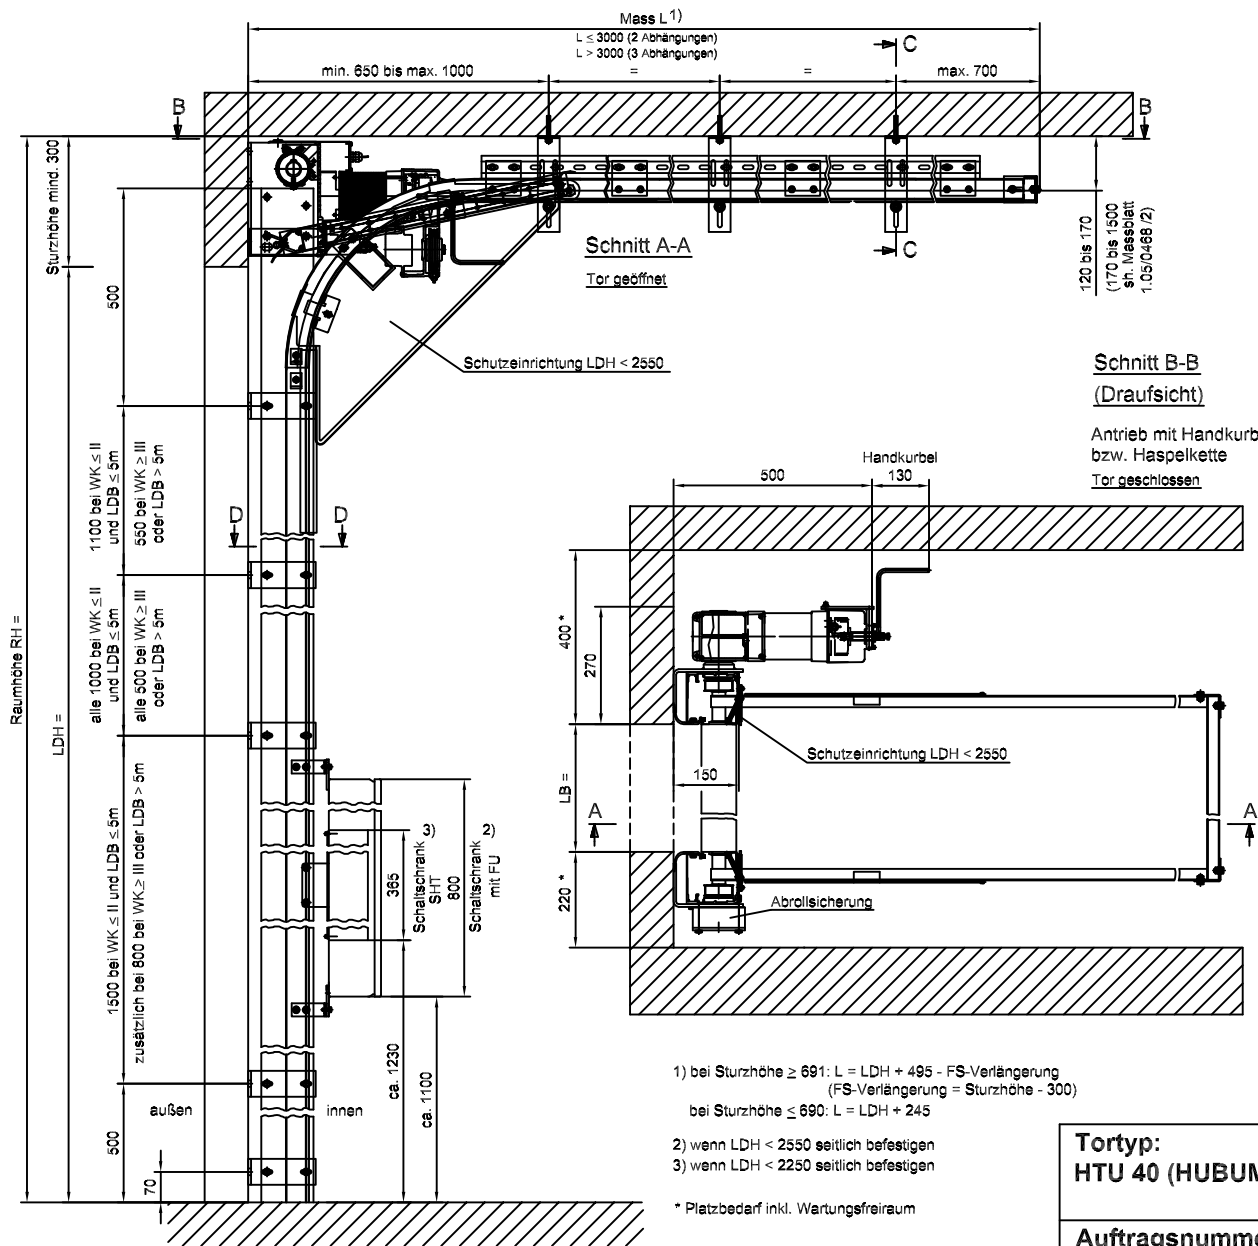 Mass L 1)
L ≤ 3000 (2 Abhängungen)
L > 3000 (3 Abhängungen)
C
min. 650 bis max. 1000
=
=
max. 700
B
B
Sturzhöhe mind. 300
500
Schnitt A-A
Tor geöffnet
C
120 bis 170
(170 bis 1500
sh. Massblatt
1.05/0468 /2)
Schutzeinrichtung LDH < 2550
Schnitt B-B
(Draufsicht)
Antrieb mit Handkurb
bzw. Haspelkette
Tor geschlossen
Handkurbel
500
130
1100 bei WK ≤ II
und LDB ≤ 5m
550 bei WK ≥ III
oder LDB > 5m
D
D
Raumhöhe RH =
LDH =
alle 1000 bei WK ≤ II
und LDB ≤ 5m
alle 500 bei WK ≥ III
oder LDB > 5m
400 *
270
Schutzeinrichtung LDH < 2550
150
LB =
A
A
220 *
Abrollsicherung
1500 bei WK ≤ II und LDB ≤ 5m
zusätzlich bei 800 bei WK ≥ III oder LDB > 5m
365
Schaltschrank 3)
SHT
800
Schaltschrank 2)
mit FU
ca. 1230
ca. 1100
außen
innen
500
70
1) bei Sturzhöhe ≥ 691: L = LDH + 495 - FS-Verlängerung
(FS-Verlängerung = Sturzhöhe - 300)
bei Sturzhöhe ≤ 690: L = LDH + 245
2) wenn LDH < 2550 seitlich befestigen
3) wenn LDH < 2250 seitlich befestigen
* Platzbedarf inkl. Wartungsfreiraum
Tortyp:
HTU 40 (HUBUM
Auftragsnumme